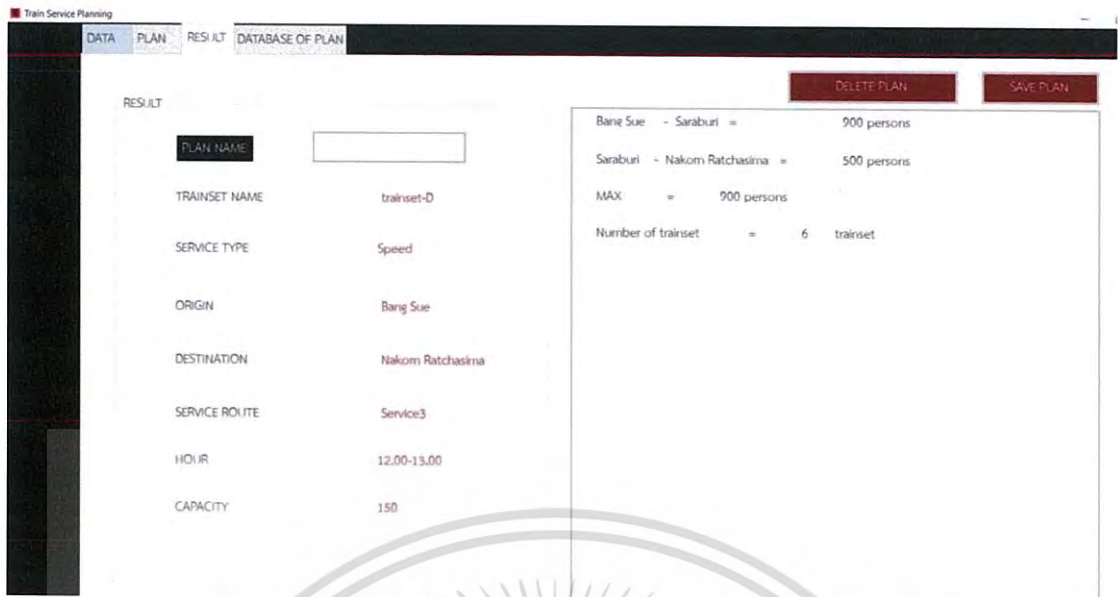 Train Service Planning
DATA PLAN RESULT DATABASE OF PLAN
DELETE PLAN SAVE PLAN
RESULT
PLAN NAME
TRAINSET NAME trainset-D
SERVICE TYPE Speed
ORIGIN Bang Sue
DESTINATION Nakorn Ratchasima
SERVICE ROUTE Service3
HOUR 12.00-13.00
CAPACITY 150
Bang Sue - Saraburi = 900 persons
Saraburi - Nakorn Ratchasima = 500 persons
MAX = 900 persons
Number of trainset = 6 trainset